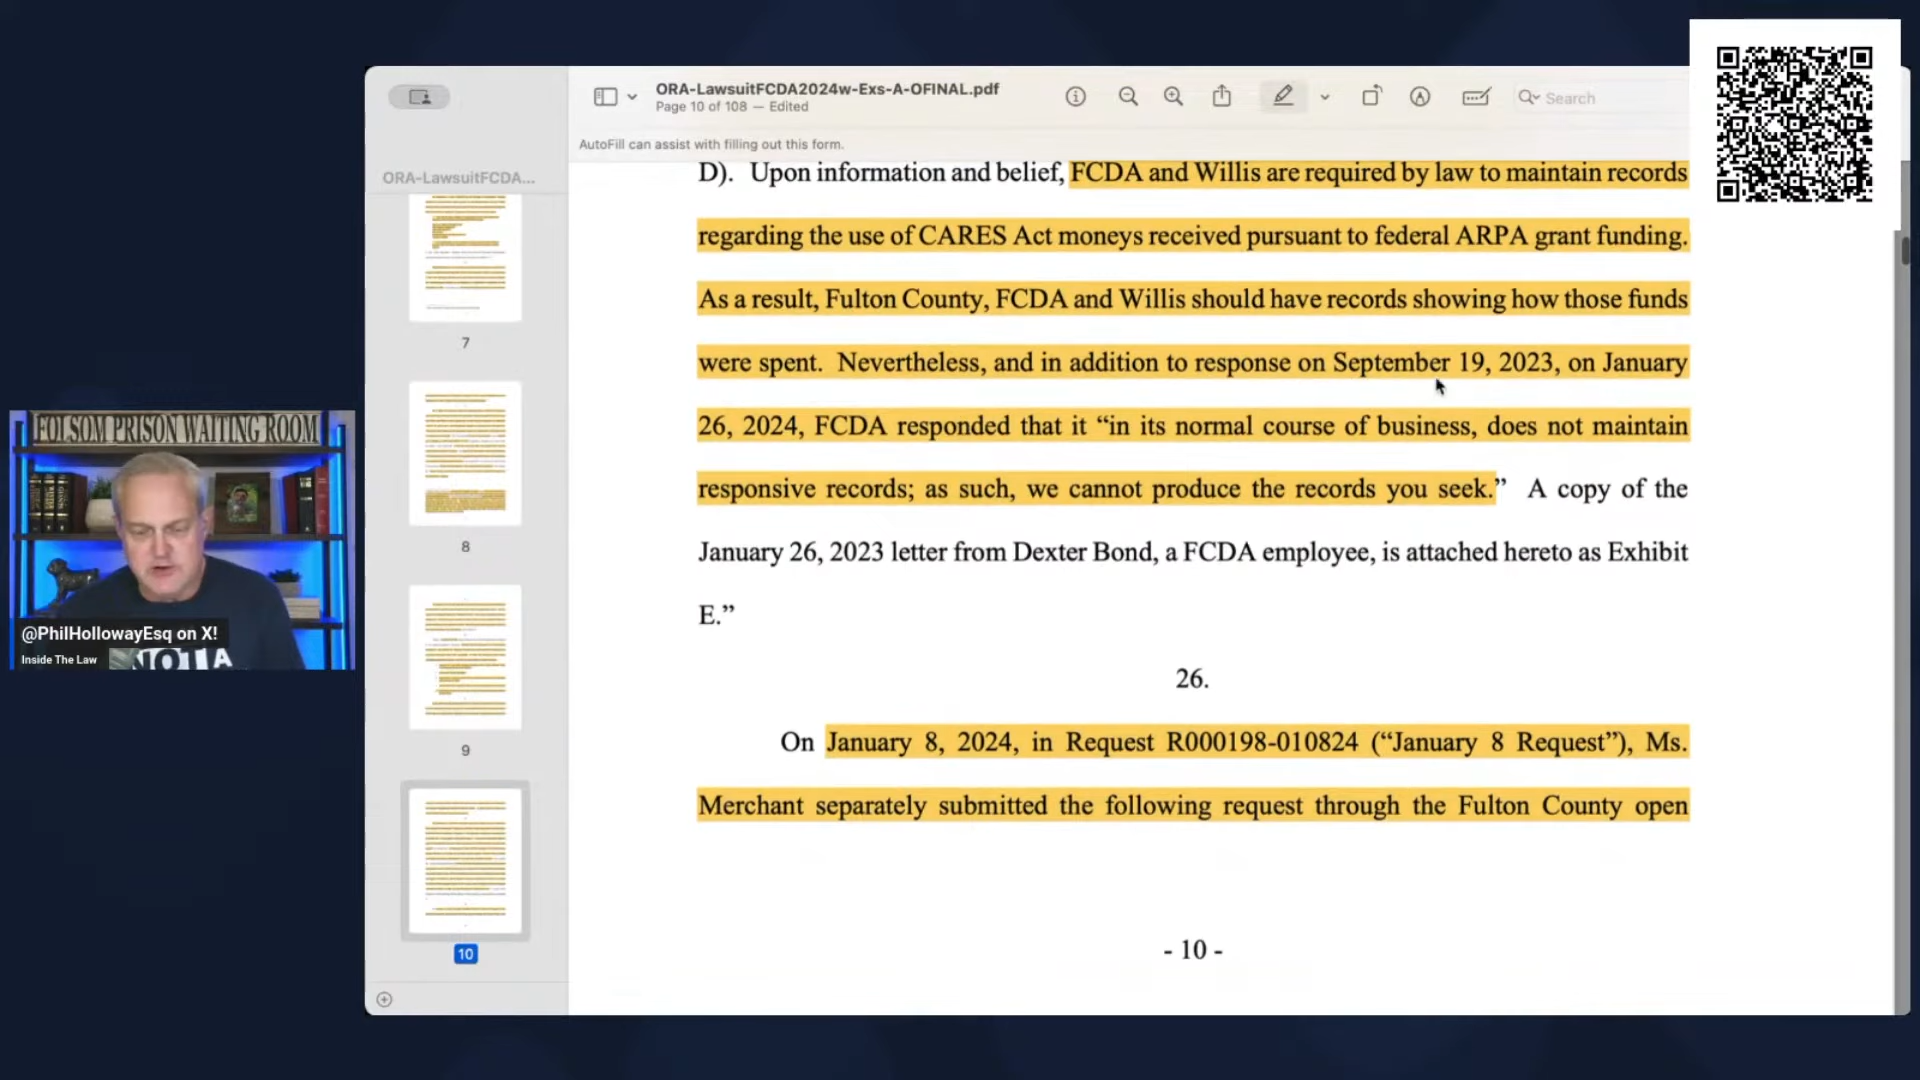 ORA-LawsuitFCDA2024w-Exs-A-OFINAL.pdf
Page 10 of 108 — Edited
Search
AutoFill can assist with filling out this form.
ORA-LawsuitFCDA...
7
8
9
10
D). Upon information and belief, FCDA and Willis are required by law to maintain records
regarding the use of CARES Act moneys received pursuant to federal ARPA grant funding.
As a result, Fulton County, FCDA and Willis should have records showing how those funds
were spent. Nevertheless, and in addition to response on September 19, 2023, on January
26, 2024, FCDA responded that it “in its normal course of business, does not maintain
responsive records; as such, we cannot produce the records you seek.” A copy of the
January 26, 2023 letter from Dexter Bond, a FCDA employee, is attached hereto as Exhibit
E.”
26.
On January 8, 2024, in Request R000198-010824 (“January 8 Request”), Ms.
Merchant separately submitted the following request through the Fulton County open
- 10 -
FOLSOM PRISON WAITING ROOM
@PhilHollowayEsq on X!
Inside The Law
NOT A